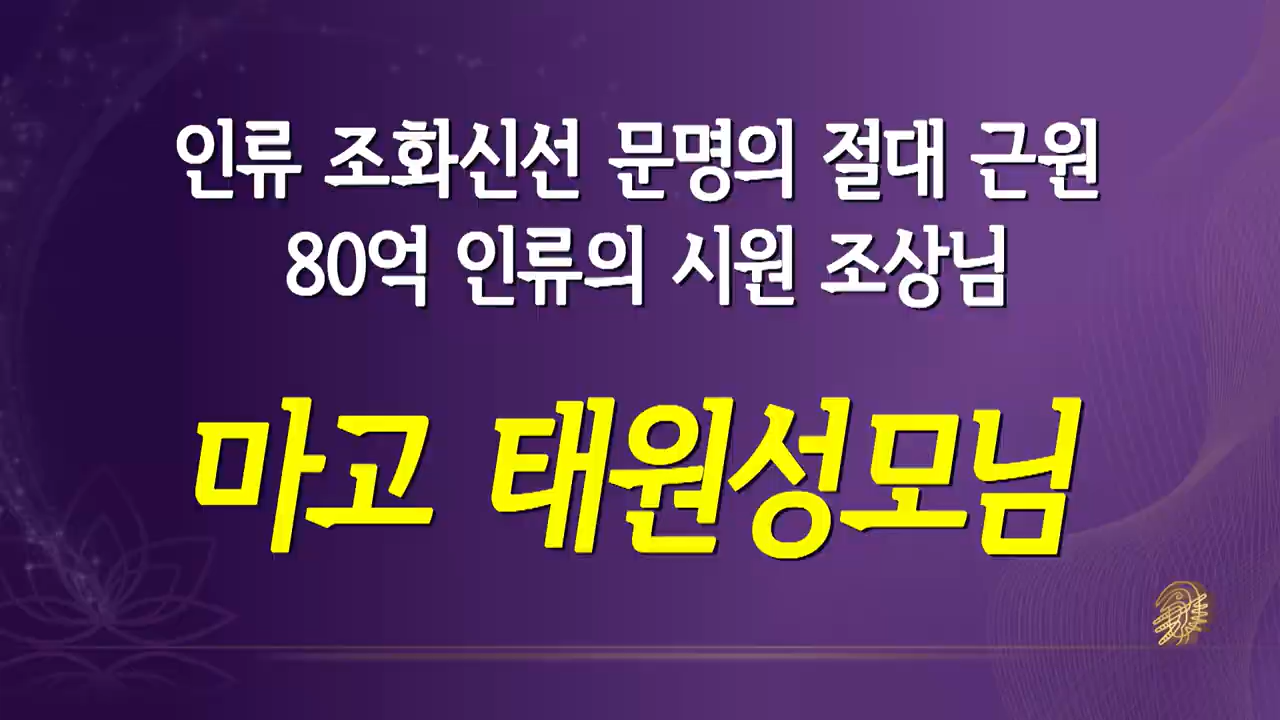 인류 조화신선 문명의 절대 근원
80억 인류의 시원 조상님
마고 태원성모님